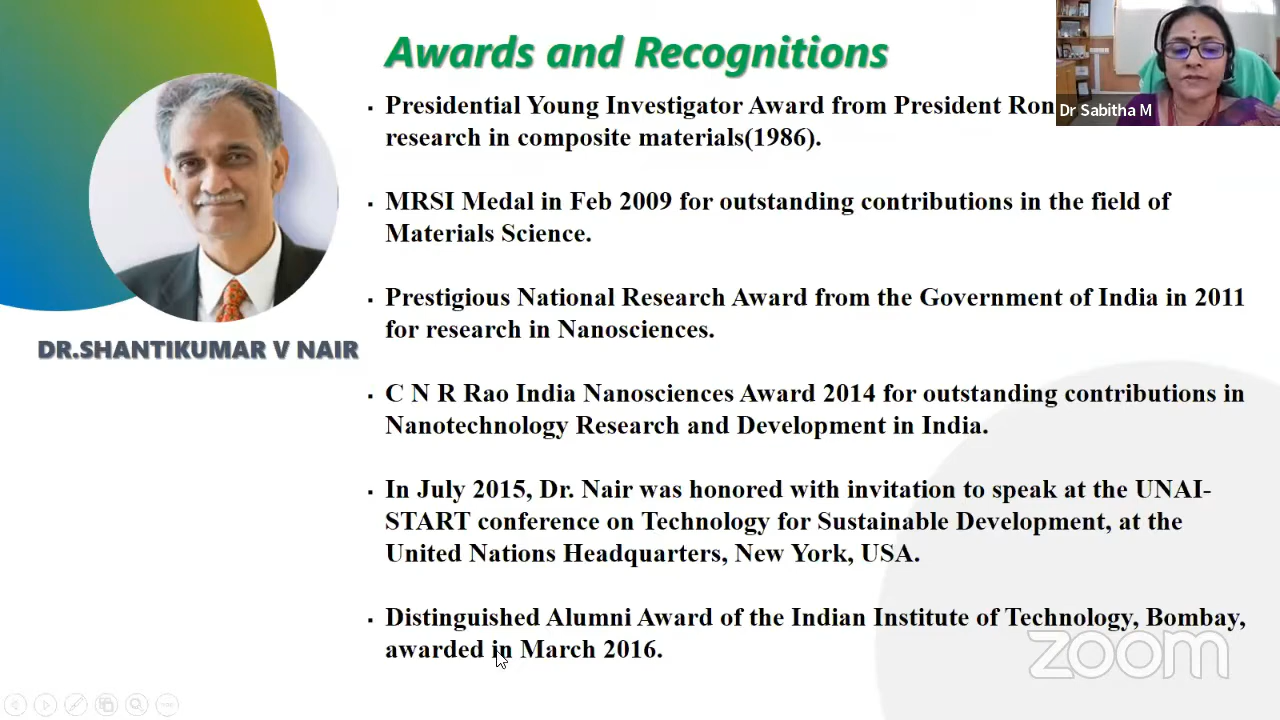 Awards and Recognitions
Presidential Young Investigator Award from President Ron
research in composite materials(1986).
Dr Sabitha M
MRSI Medal in Feb 2009 for outstanding contributions in the field of
Materials Science.
Prestigious National Research Award from the Government of India in 2011
for research in Nanosciences.
DR.SHANTIKUMAR V NAIR
C N R Rao India Nanosciences Award 2014 for outstanding contributions in
Nanotechnology Research and Development in India.
In July 2015, Dr. Nair was honored with invitation to speak at the UNAI-
START conference on Technology for Sustainable Development, at the
United Nations Headquarters, New York, USA.
Distinguished Alumni Award of the Indian Institute of Technology, Bombay,
awarded in March 2016.
zoom